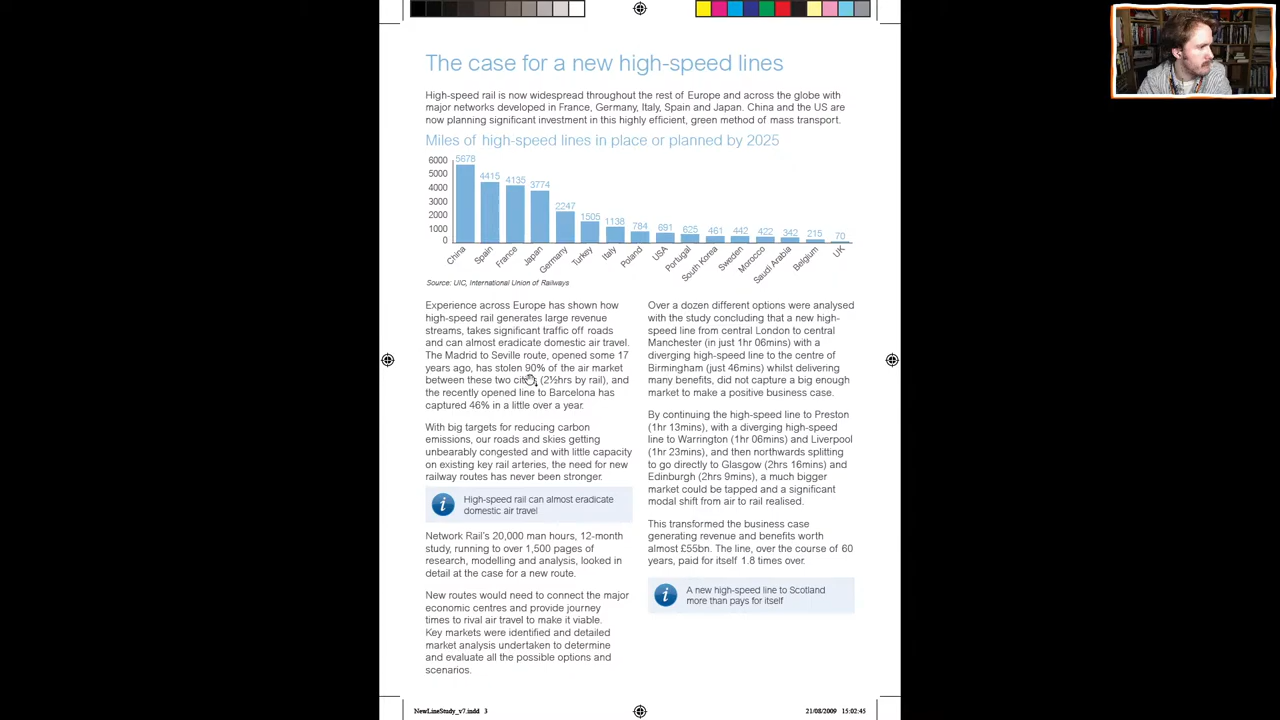 The case for a new high-speed lines
High-speed rail is now widespread throughout the rest of Europe and across the globe with
major networks developed in France, Germany, Italy, Spain and Japan. China and the US are
now planning significant investment in this highly efficient, green method of mass transport.
Miles of high-speed lines in place or planned by 2025
6000
5000
4000
3000
2000
1000
0
5678
4415
4135
3774
2247
1505
1138
784
691
625
461
442
422
342
215
70
China
Spain
France
Japan
Germany
Turkey
Italy
Poland
USA
Portugal
South Korea
Sweden
Morocco
Saudi Arabia
Belgium
UK
Source: UIC, International Union of Railways
Experience across Europe has shown how
high-speed rail generates large revenue
streams, takes significant traffic off roads
and can almost eradicate domestic air travel.
The Madrid to Seville route, opened some 17
years ago, has stolen 90% of the air market
between these two (2½hrs by rail), and
the recently opened line to Barcelona has
captured 46% in a little over a year.
With big targets for reducing carbon
emissions, our roads and skies getting
unbearably congested and with little capacity
on existing key rail arteries, the need for new
railway routes has never been stronger.
i
High-speed rail can almost eradicate
domestic air travel
Network Rail's 20,000 man hours, 12-month
study, running to over 1,500 pages of
research, modelling and analysis, looked in
detail at the case for a new route.
New routes would need to connect the major
economic centres and provide journey
times to rival air travel to make it viable.
Key markets were identified and detailed
market analysis undertaken to determine
and evaluate all the possible options and
scenarios.
Over a dozen different options were analysed
with the study concluding that a new high-
speed line from central London to central
Manchester (in just 1hr 06mins) with a
diverging high-speed line to the centre of
Birmingham (just 46mins) whilst delivering
many benefits, did not capture a big enough
market to make a positive business case.
By continuing the high-speed line to Preston
(1hr 13mins), with a diverging high-speed
line to Warrington (1hr 06mins) and Liverpool
(1hr 23mins), and then northwards splitting
to go directly to Glasgow (2hrs 16mins) and
Edinburgh (2hrs 9mins), a much bigger
market could be tapped and a significant
modal shift from air to rail realised.
This transformed the business case
generating revenue and benefits worth
almost £55bn. The line, over the course of 60
years, paid for itself 1.8 times over.
i
A new high-speed line to Scotland
more than pays for itself
NewLineStudy_v7.indd 3
21/08/2009 15:02:45